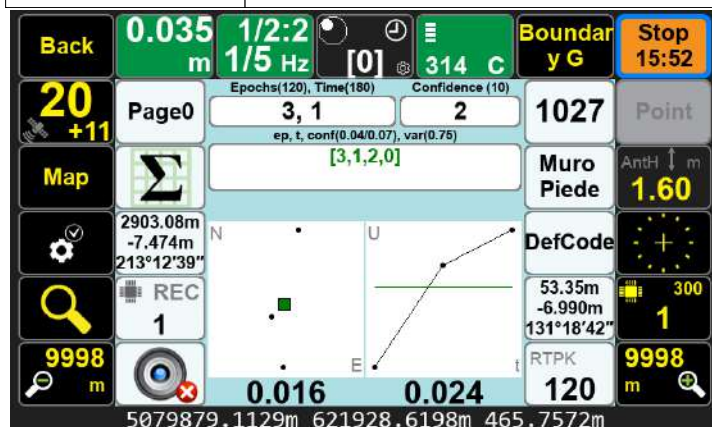 Back
0.035
m
1/2:2
1/5 Hz
[0]
314 C
Boundar
y G
Stop
15:52
20
+11
Page0
Epochs(120), Time(180)
Confidence (10)
3, 1
2
1027
Point
ep, t, conf(0.04/0.07), var(0.75)
[3,1,2,0]
Map
Σ
Muro
Piede
AntH m
1.60
2903.08m
-7.474m
213°12'39"
N
U
DefCode
REC
1
53.35m
-6.990m
131°18'42"
300
1
E
t
9998
m
0.016
0.024
RTPK
120
9998
m
5079879.1129m 621928.6198m 465.7572m